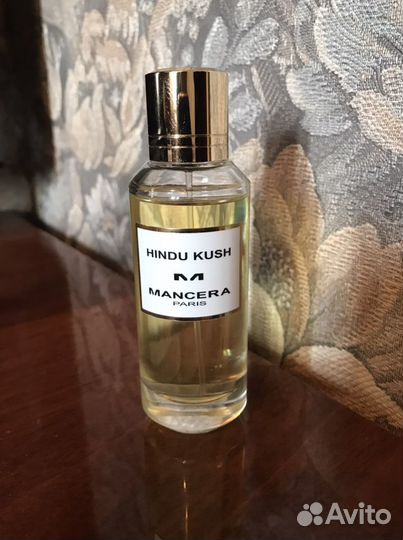 HINDU KUSH
M
MANCERA
PARIS
Avito